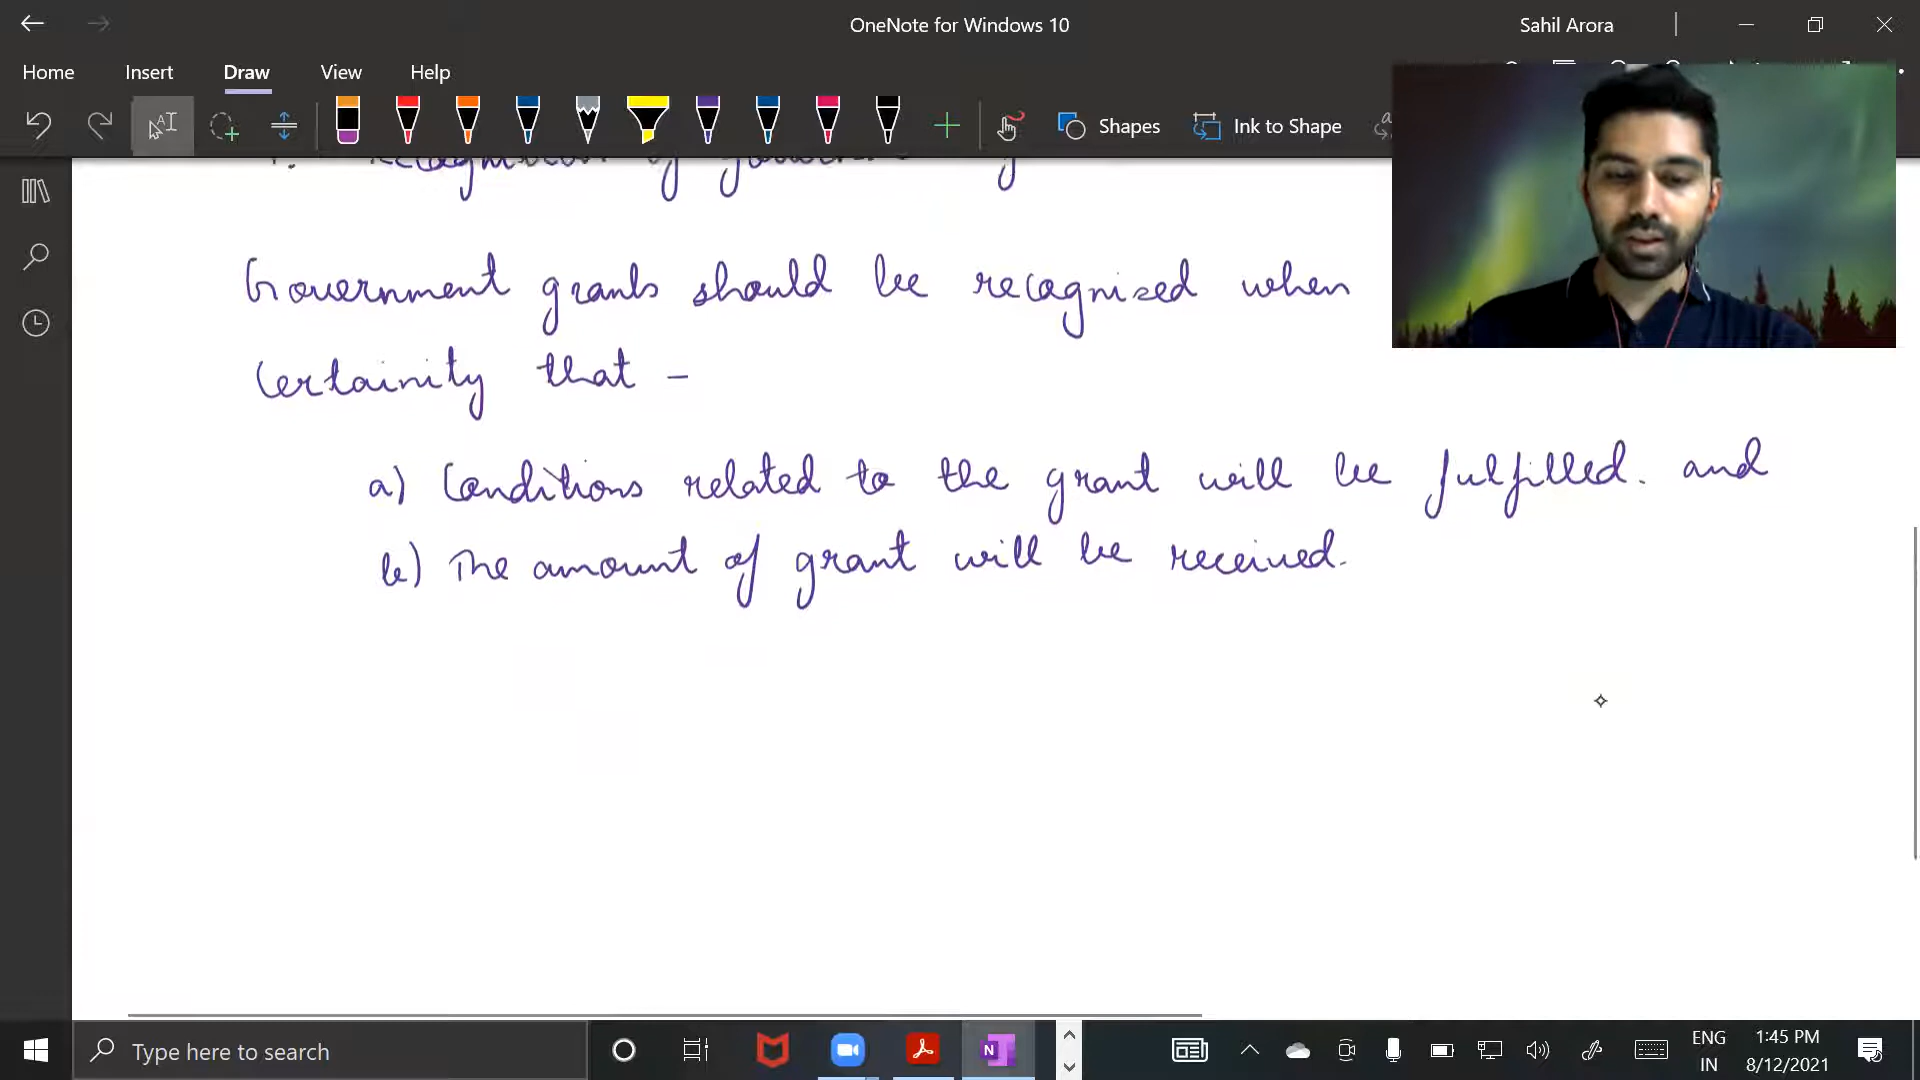 OneNote for Windows 10
Sahil Arora
Home Insert Draw View Help
Shapes Ink to Shape
Government grants should be recognized when
certainity that -
a) Conditions related to the grant will be fulfilled. and
b) The amount of grant will be received.
Type here to search
ENG
IN
1:45 PM
8/12/2021